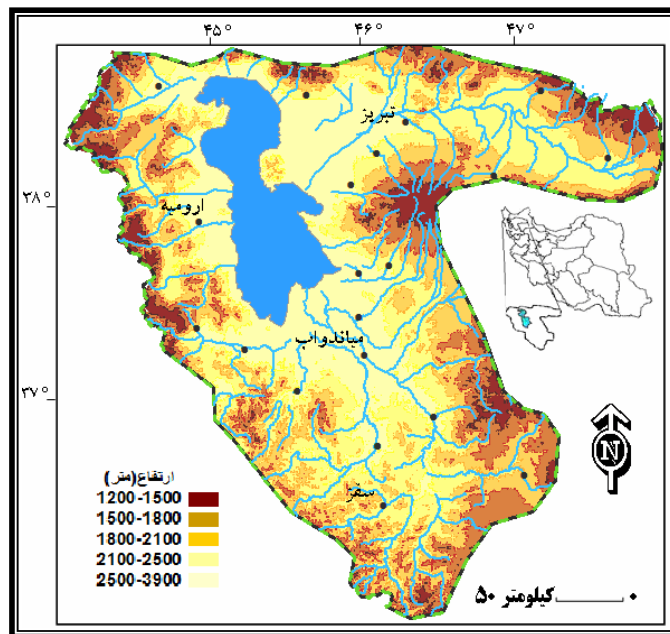 ۴۵° ۴۶° ۴۷°
تبریز
۳۸°
ارومیه
میاندواب
۳۷°
سقز
ارتفاع(متر)
1200-1500
1500-1800
1800-2100
2100-2500
2500-3900
N
۵۰ کیلومتر ۰